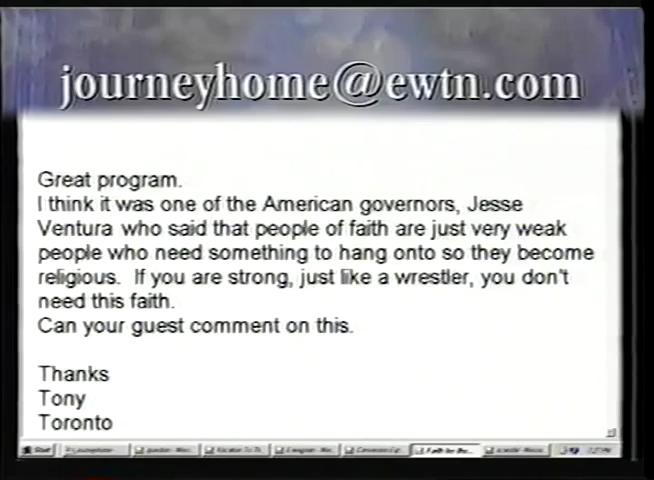 journeyhome@ewtn.com
Great program.
I think it was one of the American governors, Jesse
Ventura who said that people of faith are just very weak
people who need something to hang onto so they become
religious.  If you are strong, just like a wrestler, you don't
need this faith.
Can your guest comment on this.
Thanks
Tony
Toronto
Start